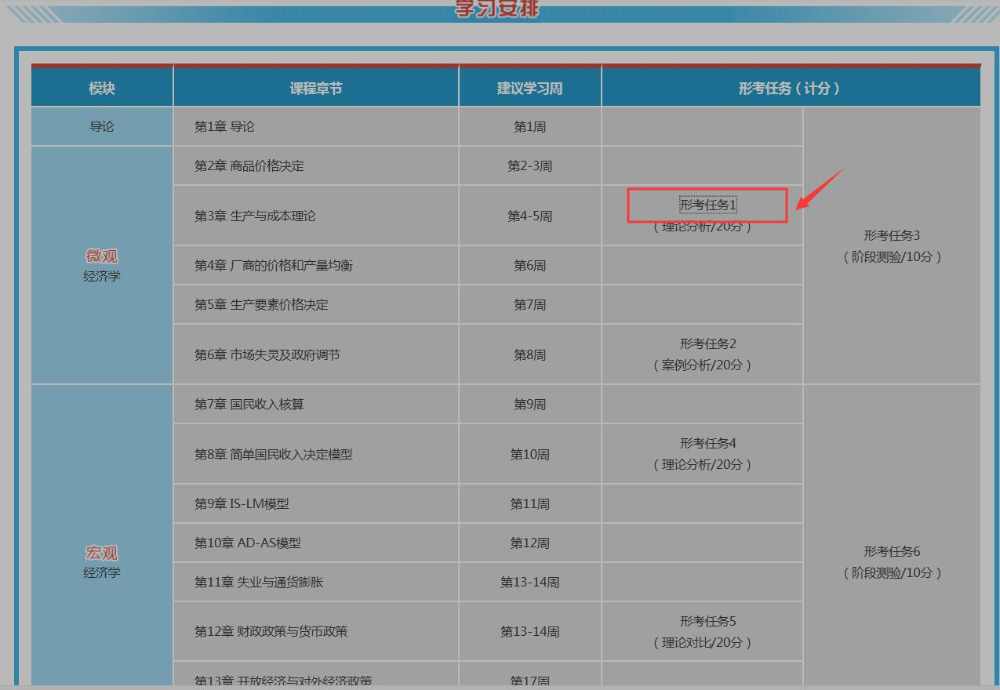 学习安排
模块 课程章节 建议学习周 形考任务（计分）
导论 第1章 导论 第1周
第2章 商品价格决定 第2-3周
第3章 生产与成本理论 第4-5周 形考任务1
（理论分析/20分）
形考任务3
（阶段测验/10分）
微观
经济学
第4章 厂商的价格和产量均衡 第6周
第5章 生产要素价格决定 第7周
第6章 市场失灵及政府调节 第8周 形考任务2
（案例分析/20分）
第7章 国民收入核算 第9周
第8章 简单国民收入决定模型 第10周 形考任务4
（理论分析/20分）
第9章 IS-LM模型 第11周
第10章 AD-AS模型 第12周
宏观
经济学
形考任务6
（阶段测验/10分）
第11章 失业与通货膨胀 第13-14周
第12章 财政政策与货币政策 第13-14周 形考任务5
（理论对比/20分）
第13章 开放经济与对外经济政策 第17周